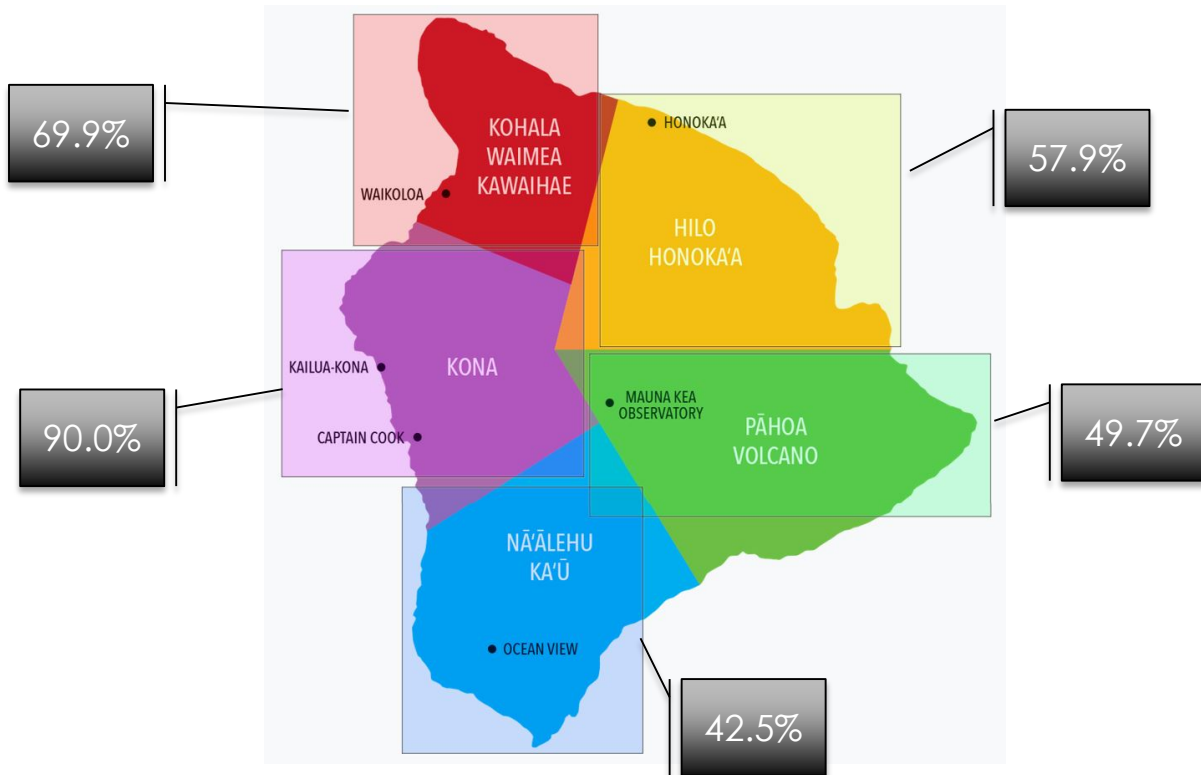 69.9%
KOHALA
WAIMEA
KAWAIHAE
WAIKOLOA
HONOKA‘A
57.9%
HILO
HONOKA‘A
KAILUA-KONA
KONA
CAPTAIN COOK
90.0%
MAUNA KEA
OBSERVATORY
PĀHOA
VOLCANO
49.7%
NĀ‘ĀLEHU
KA‘Ū
OCEAN VIEW
42.5%